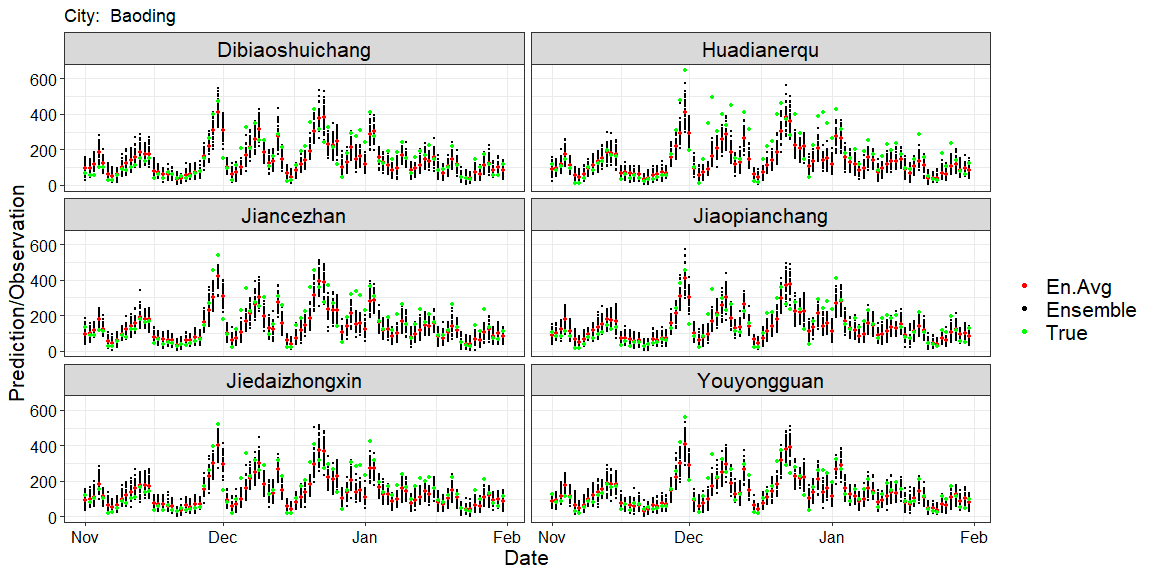 City:  Baoding
Dibiaoshuichang
Huadianerqu
600
400
200
0
Jiancezhan
Jiaopianchang
600
400
200
0
Jiedaizhongxin
Youyongguan
600
400
200
0
Nov
Dec
Jan
Feb
Nov
Dec
Jan
Feb
Date
Prediction/Observation
En.Avg
Ensemble
True